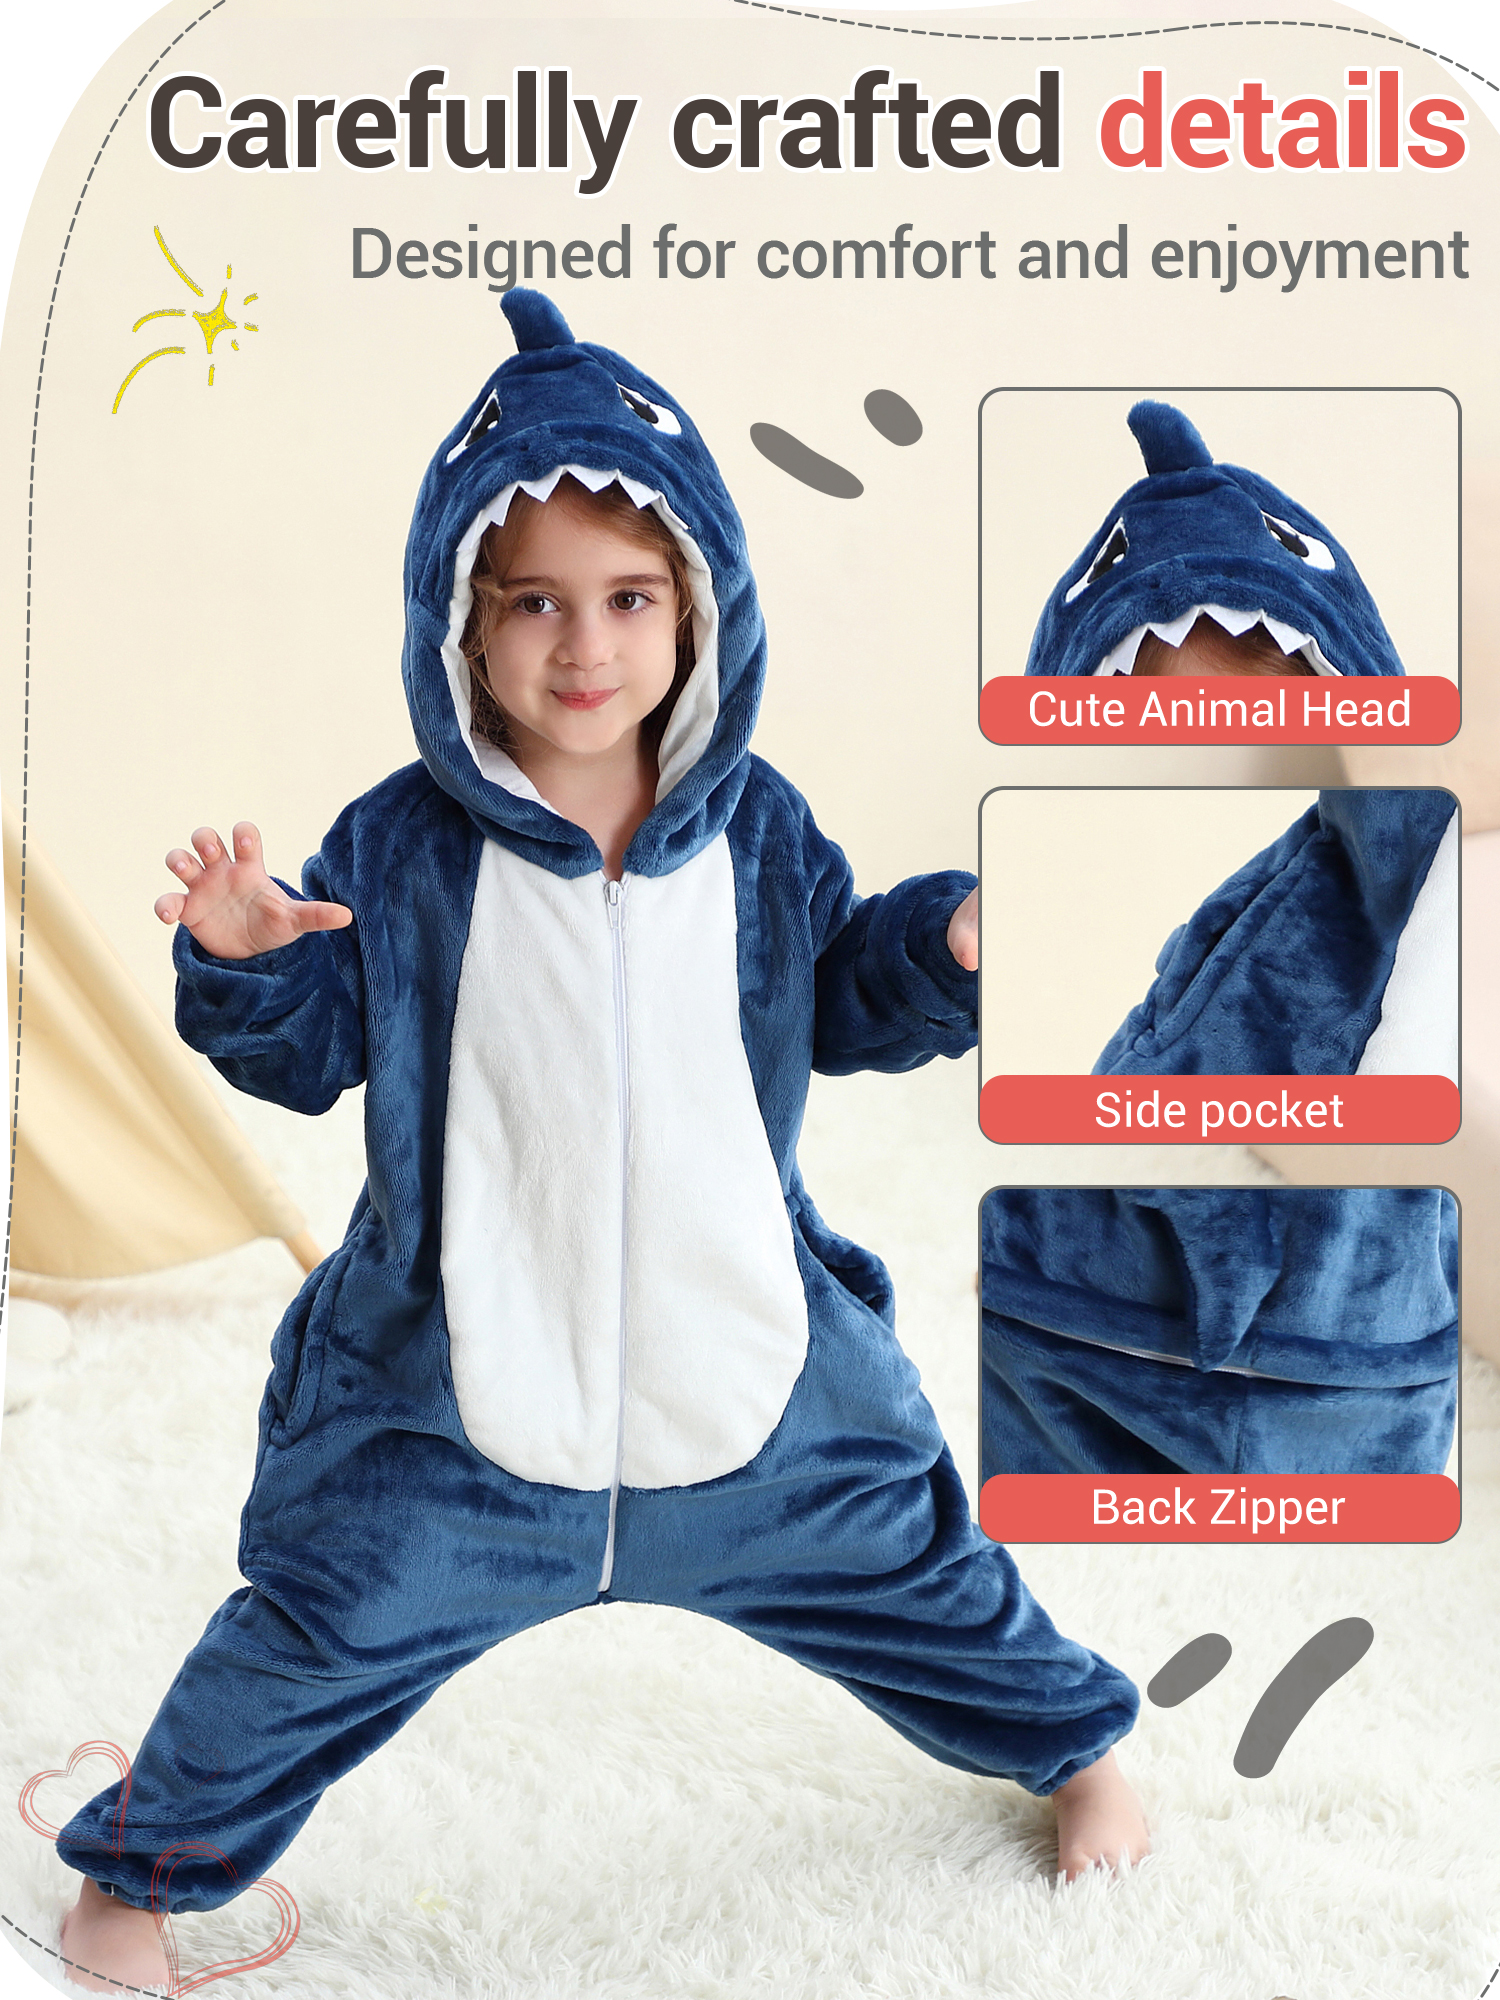 Carefully crafted details
Designed for comfort and enjoyment
Cute Animal Head
Side pocket
Back Zipper